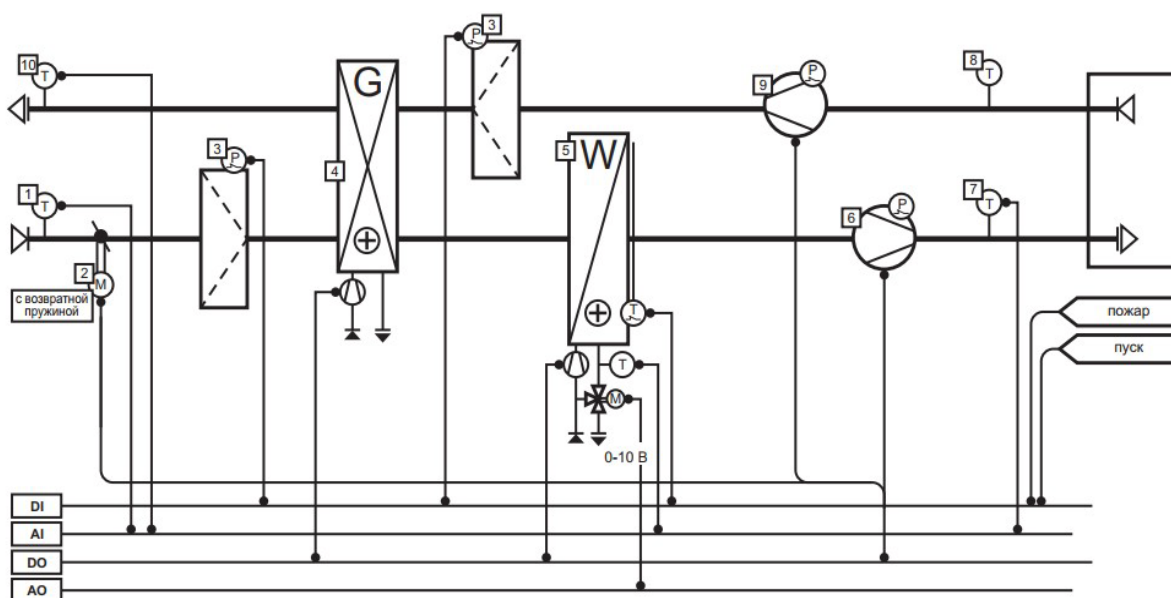 3
P
10
T
8
T
9
P
G
3
P
5
W
4
1
T
7
T
6
P
2
M
с возвратной
пружиной
T
пожар
пуск
T
M
0-10 В
DI
AI
DO
AO